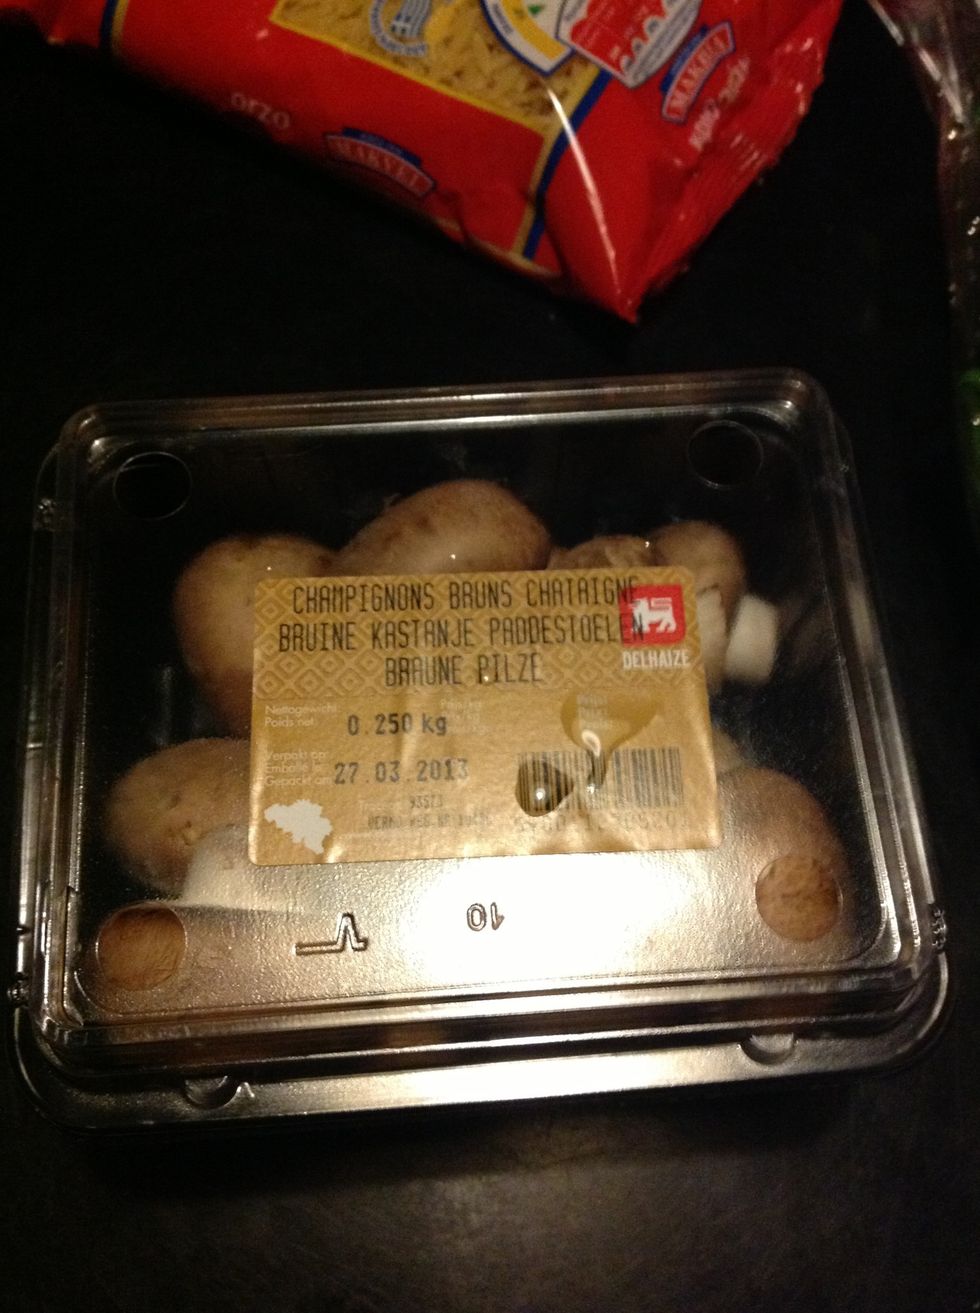 orzo
CHAMPIGNONS BRUNS CHATAIGNE
BRUINE KASTANJE PADDESTOELEN
BRAUNE PILZE
DELHAIZE
Nettogewicht
Poids net
0.250 kg
Verpakt op
Emballé le
Gepackt am
27.03.2013
93573
10